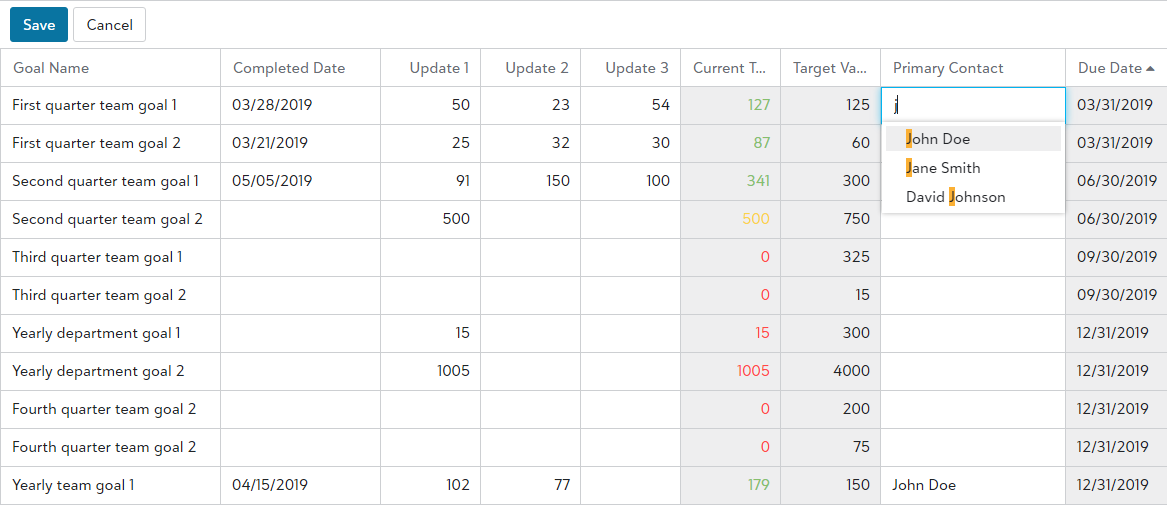 Save Cancel
Goal Name Completed Date Update 1 Update 2 Update 3 Current T... Target Va... Primary Contact Due Date
First quarter team goal 1 03/28/2019 50 23 54 127 125 j 03/31/2019
First quarter team goal 2 03/21/2019 25 32 30 87 60 John Doe 03/31/2019
Second quarter team goal 1 05/05/2019 91 150 100 341 300 Jane Smith 06/30/2019
David Johnson
Second quarter team goal 2 500 500 750 06/30/2019
Third quarter team goal 1 0 325 09/30/2019
Third quarter team goal 2 0 15 09/30/2019
Yearly department goal 1 15 15 300 12/31/2019
Yearly department goal 2 1005 1005 4000 12/31/2019
Fourth quarter team goal 2 0 200 12/31/2019
Fourth quarter team goal 2 0 75 12/31/2019
Yearly team goal 1 04/15/2019 102 77 179 150 John Doe 12/31/2019